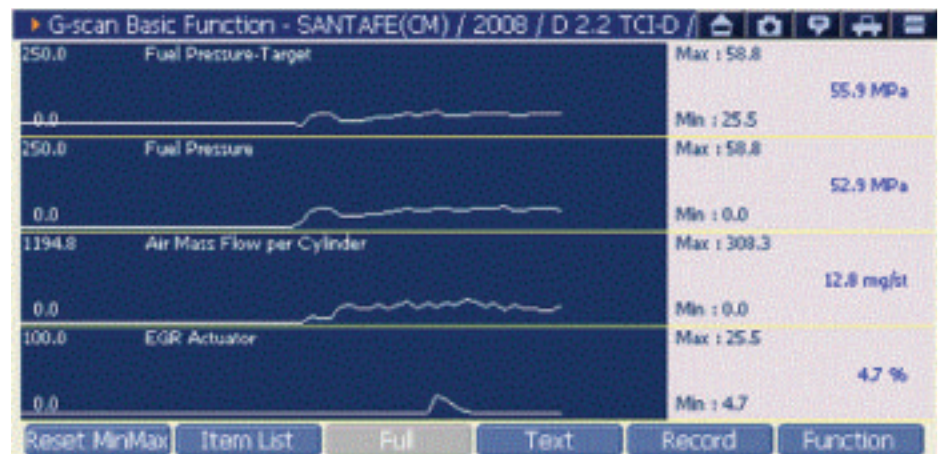 G-scan Basic Function - SANTAFE(CM) / 2008 / D 2.2 TCI-D /
250.0 Fuel Pressure-Target Max : 58.8
55.9 MPa
0.0 Min : 25.5
250.0 Fuel Pressure Max : 58.8
52.9 MPa
0.0 Min : 0.0
1194.8 Air Mass Flow per Cylinder Max : 308.3
12.8 mg/st
0.0 Min : 0.0
100.0 EGR Actuator Max : 25.5
4.7 %
0.0 Min : 4.7
Reset MinMax Item List Full Text Record Function